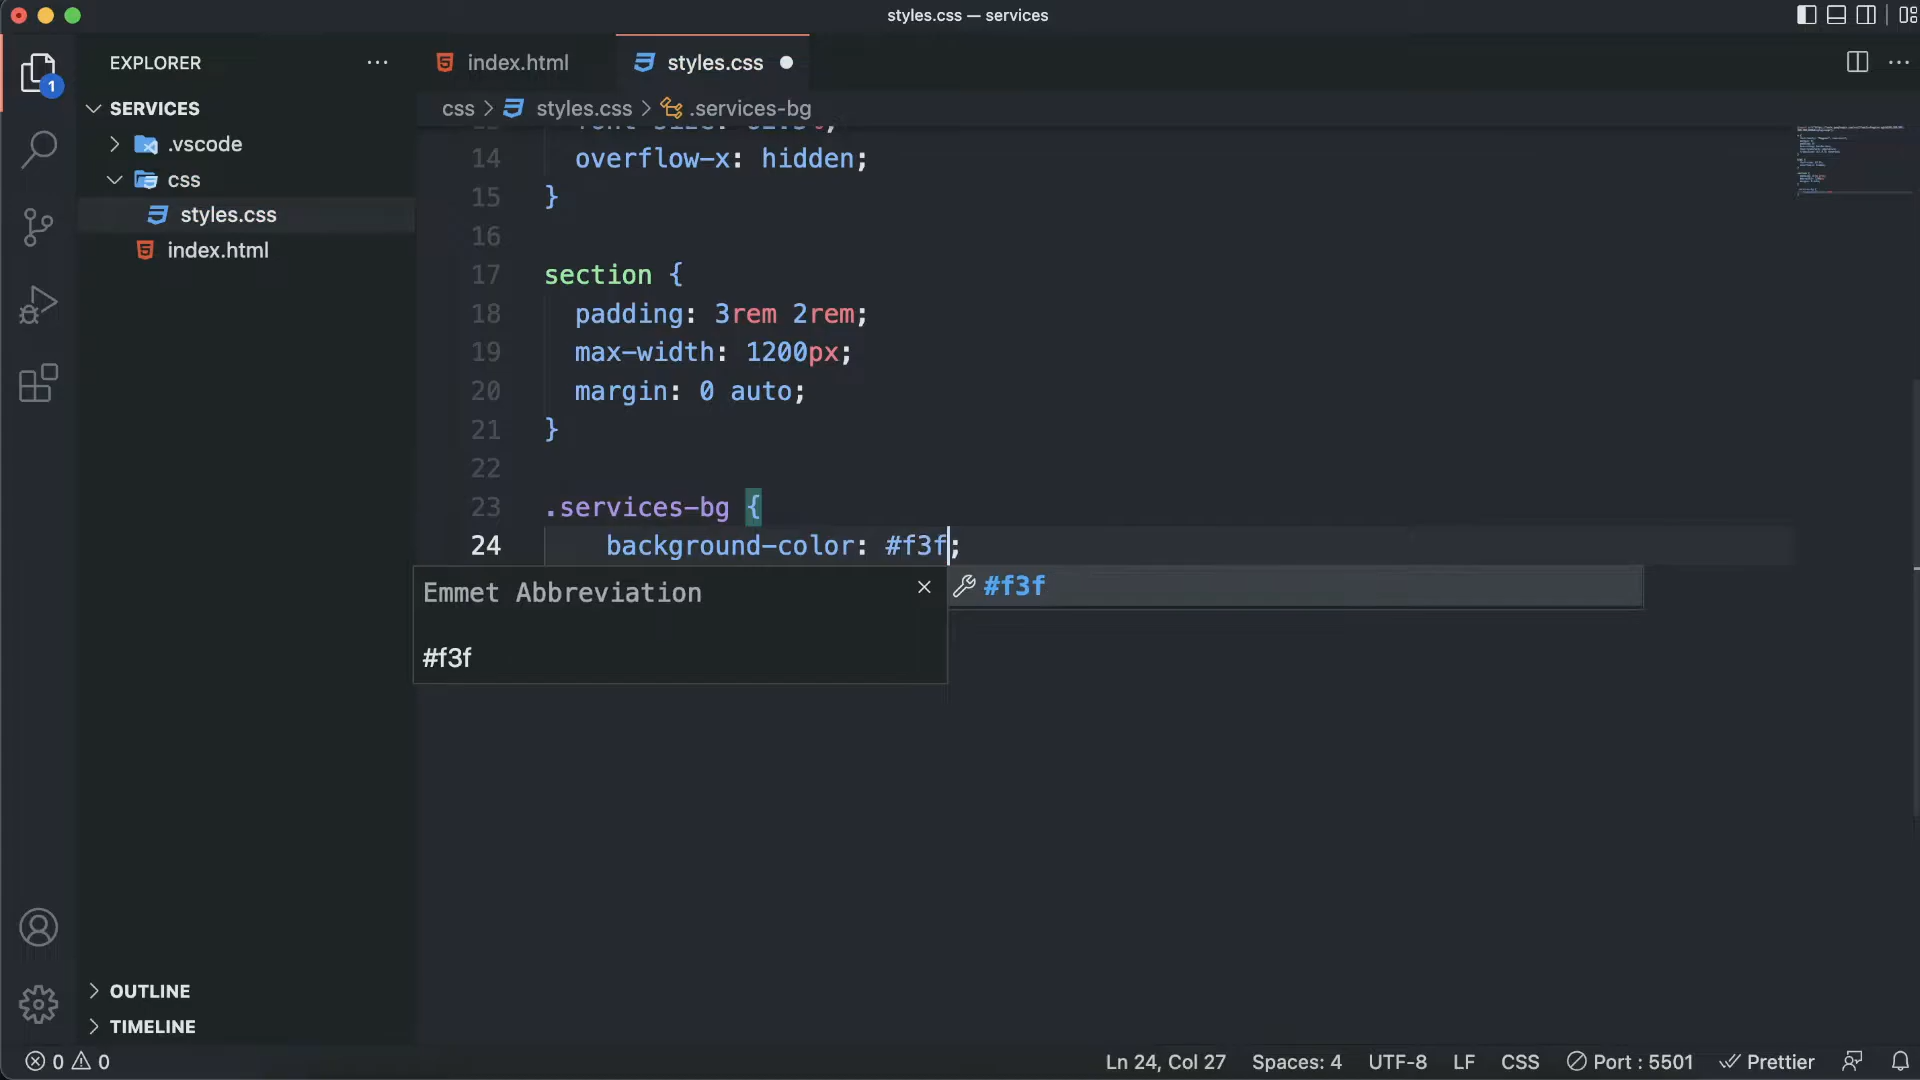 styles.css — services
EXPLORER
1
SERVICES
.vscode
css
styles.css
index.html
OUTLINE
TIMELINE
index.html
styles.css
css > styles.css > .services-bg
14 overflow-x: hidden;
15 }
16
17 section {
18 padding: 3rem 2rem;
19 max-width: 1200px;
20 margin: 0 auto;
21 }
22
23 .services-bg {
24 background-color: #f3f;
Emmet Abbreviation
#f3f
#f3f
0 0
Ln 24, Col 27 Spaces: 4 UTF-8 LF CSS Port : 5501 Prettier